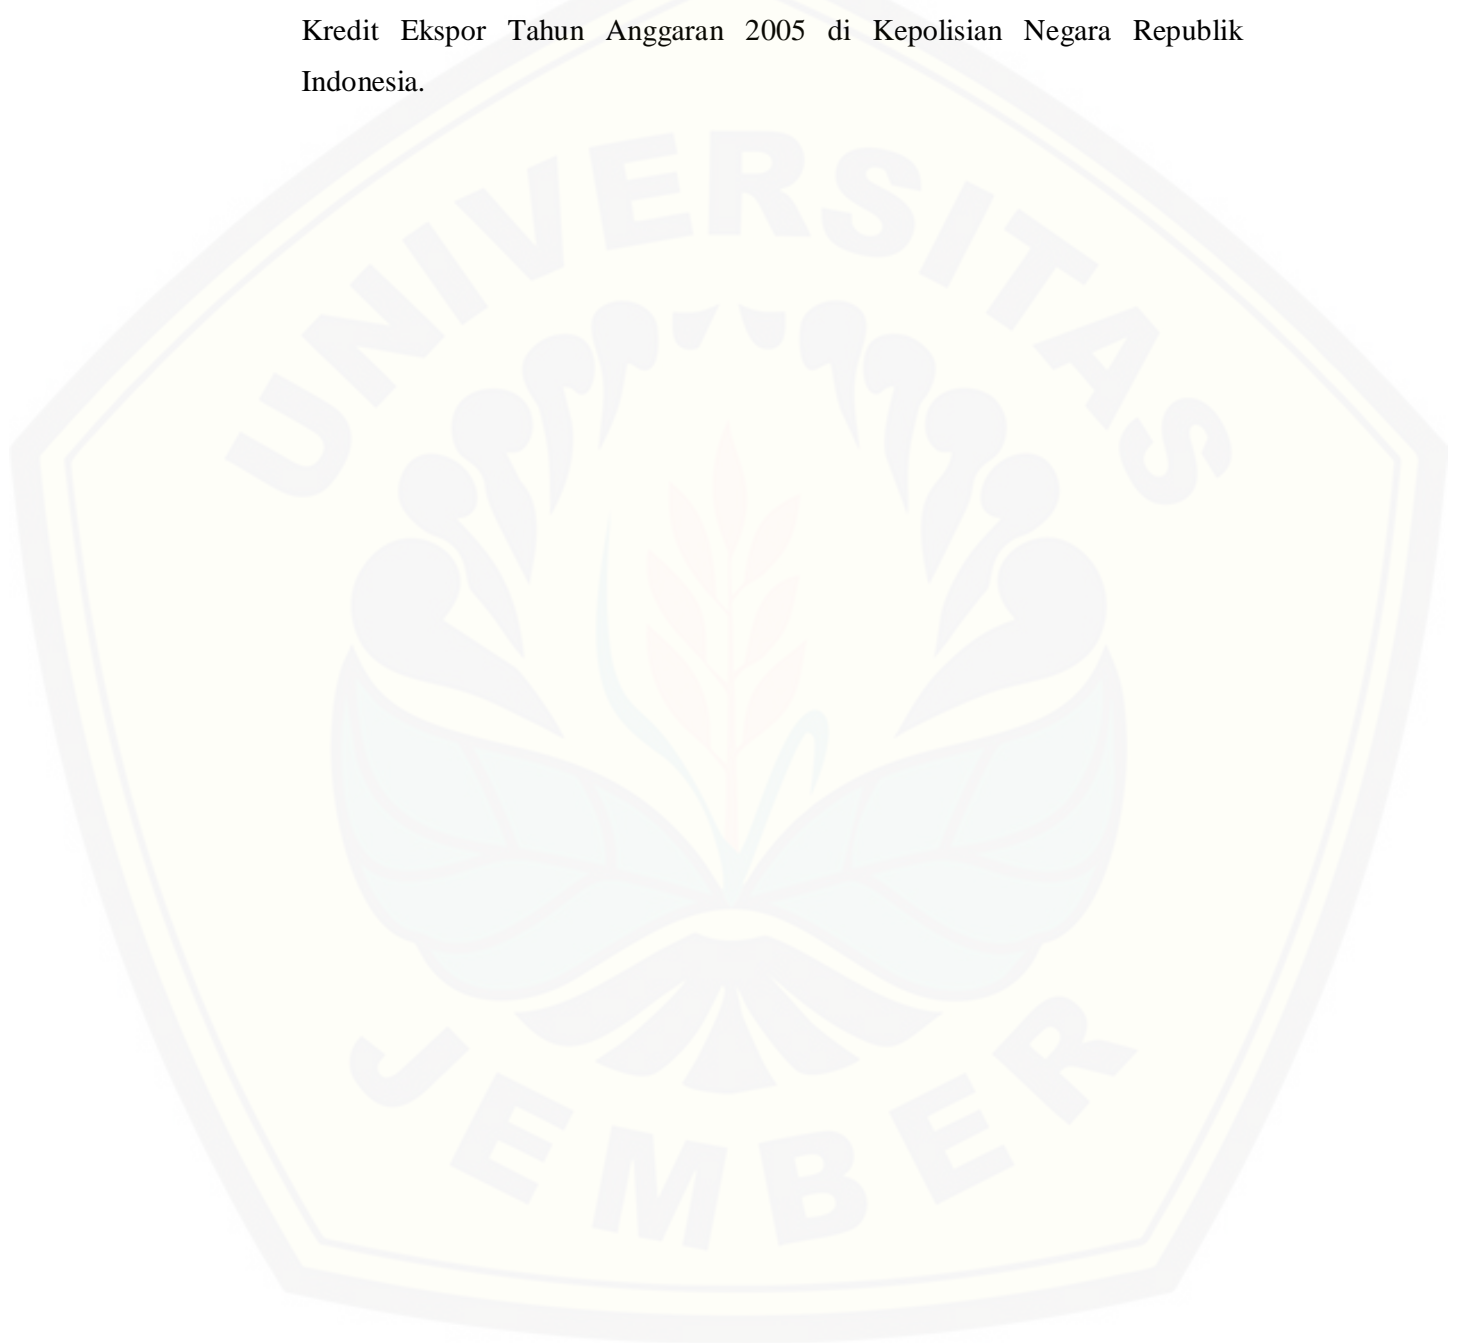 Kredit Ekspor Tahun Anggaran 2005 di Kepolisian Negara Republik
Indonesia.
UNIVERSITAS
JEMBER